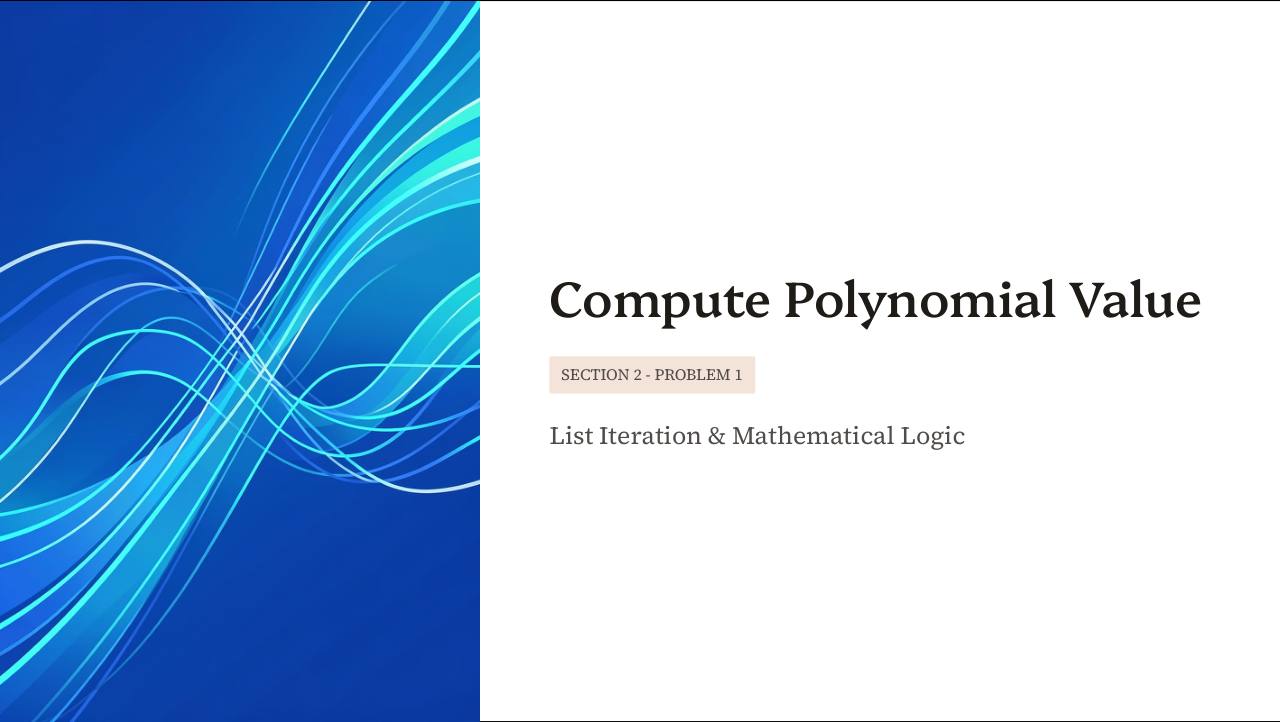 Compute Polynomial Value
SECTION 2 - PROBLEM 1
List Iteration & Mathematical Logic